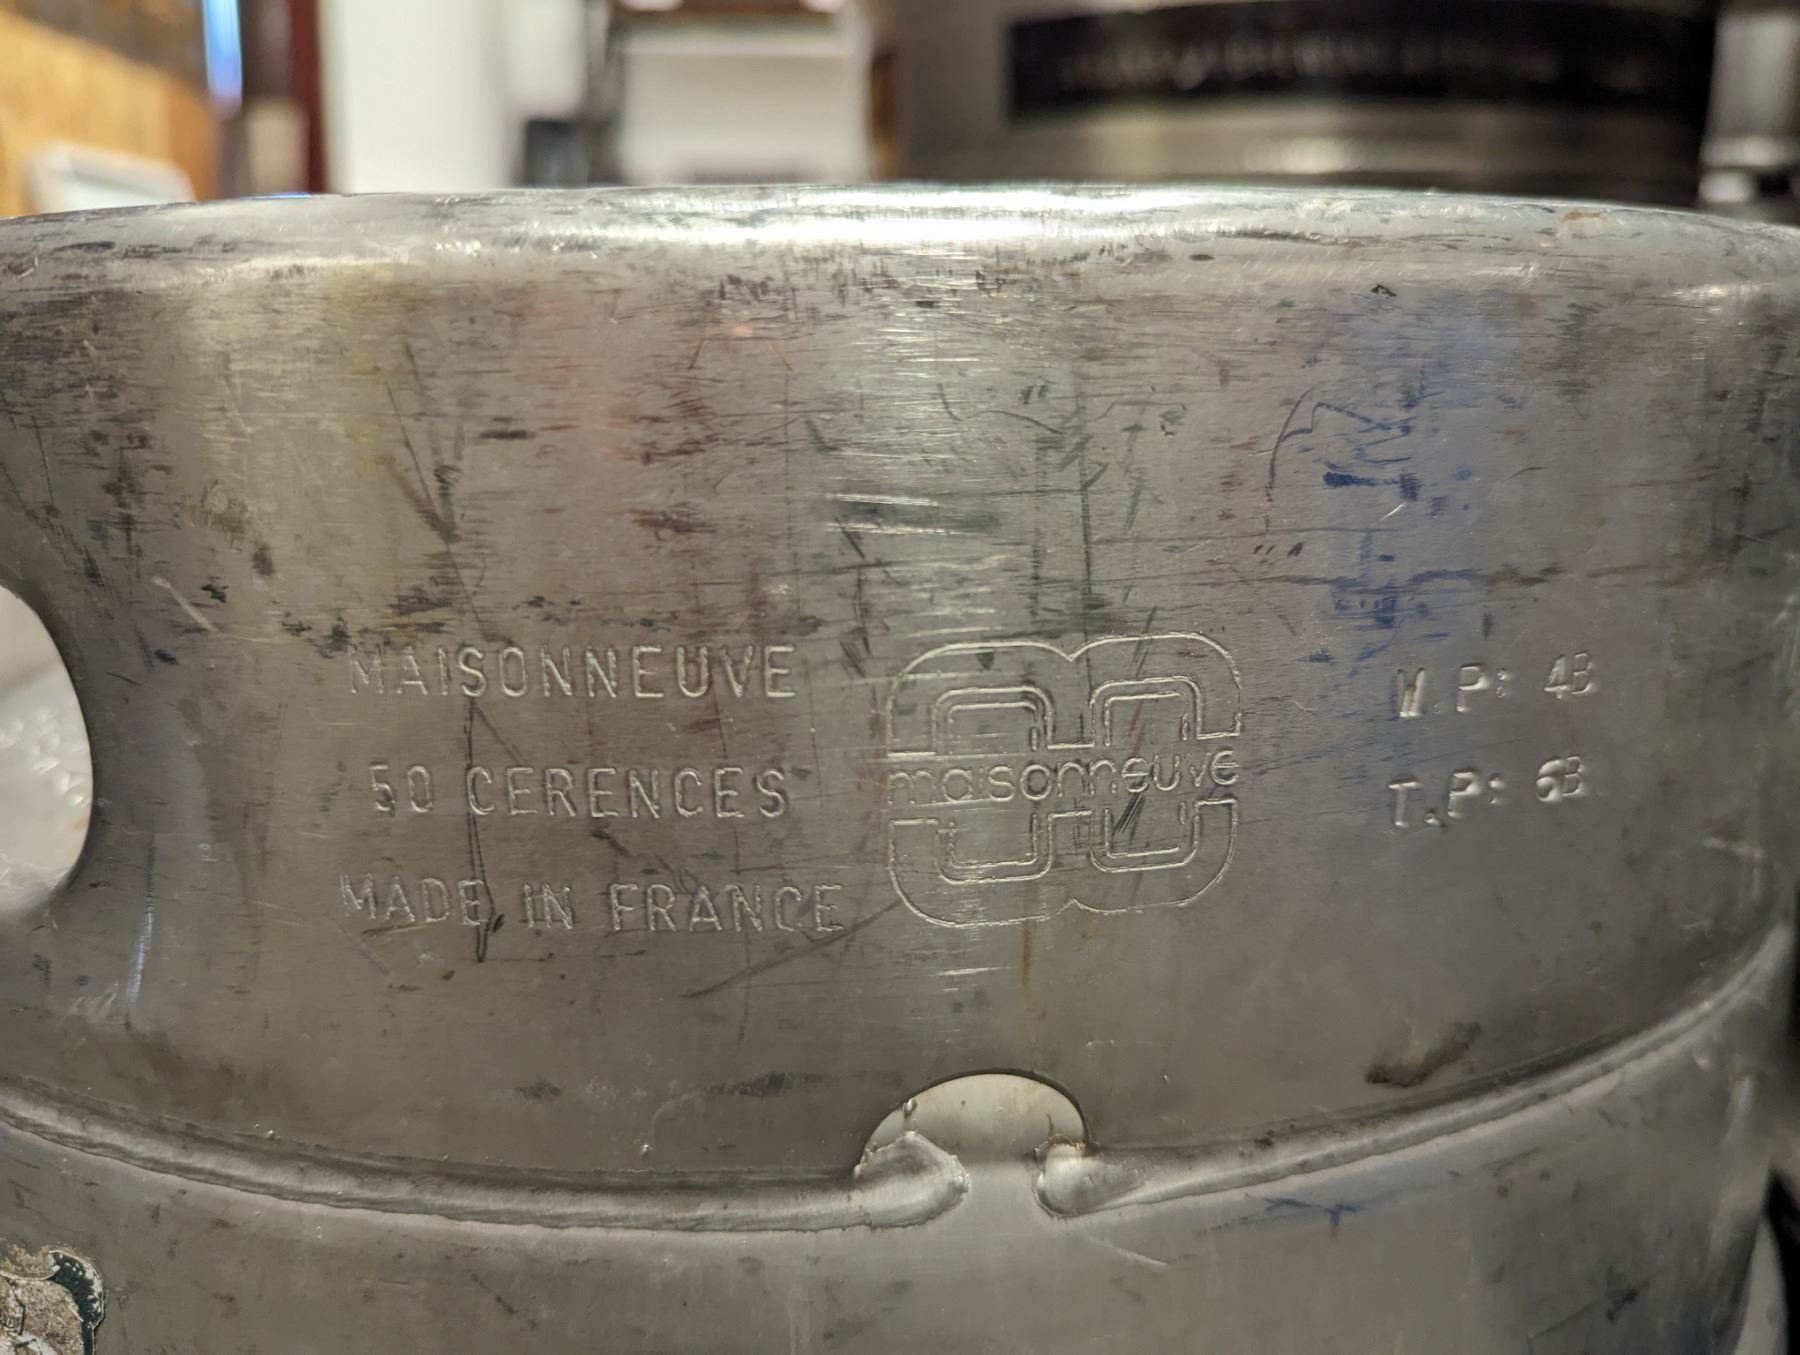 MAISONNEUVE
50 CERENCES
MADE IN FRANCE
maisonneuve
W.P: 4B
T.P: 6B